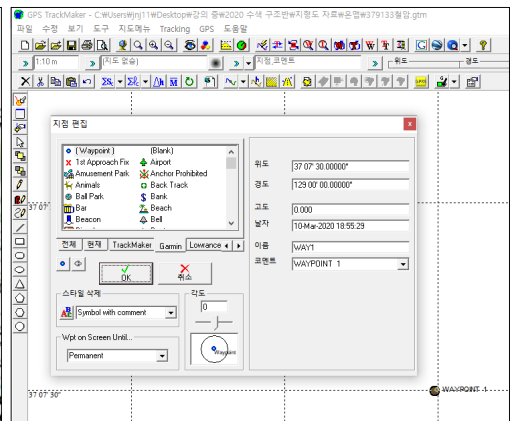 GPS TrackMaker - C:₩Users₩jnj11₩Desktop₩강의 중₩2020 수색 구조반₩지형도 자료₩온맵₩379133철암.gtm
파일 수정 보기 도구 지도메뉴 Tracking GPS 도움말
1:10 m [지도 없음] 지점,코멘트 위도 경도
지점 편집
(Waypoint) (Blank)
1st Approach Fix Airport
Amusement Park Anchor Prohibited
Animals Back Track
Ball Park Bank
Bar Beach
Beacon Bell
전체 현재 TrackMaker Garmin Lowrance
OK 취소
스타일 삭제 각도
Symbol with comment 0
Wpt on Screen Until...
Permanent Waypoint
위도 37 07' 30.00000"
경도 129 00' 00.00000"
고도 0.000
날자 10-Mar-2020 18:55:29
이름 WAY1
코멘트 WAYPOINT 1
37 07'
37 07' 30"
WAYPOINT 1